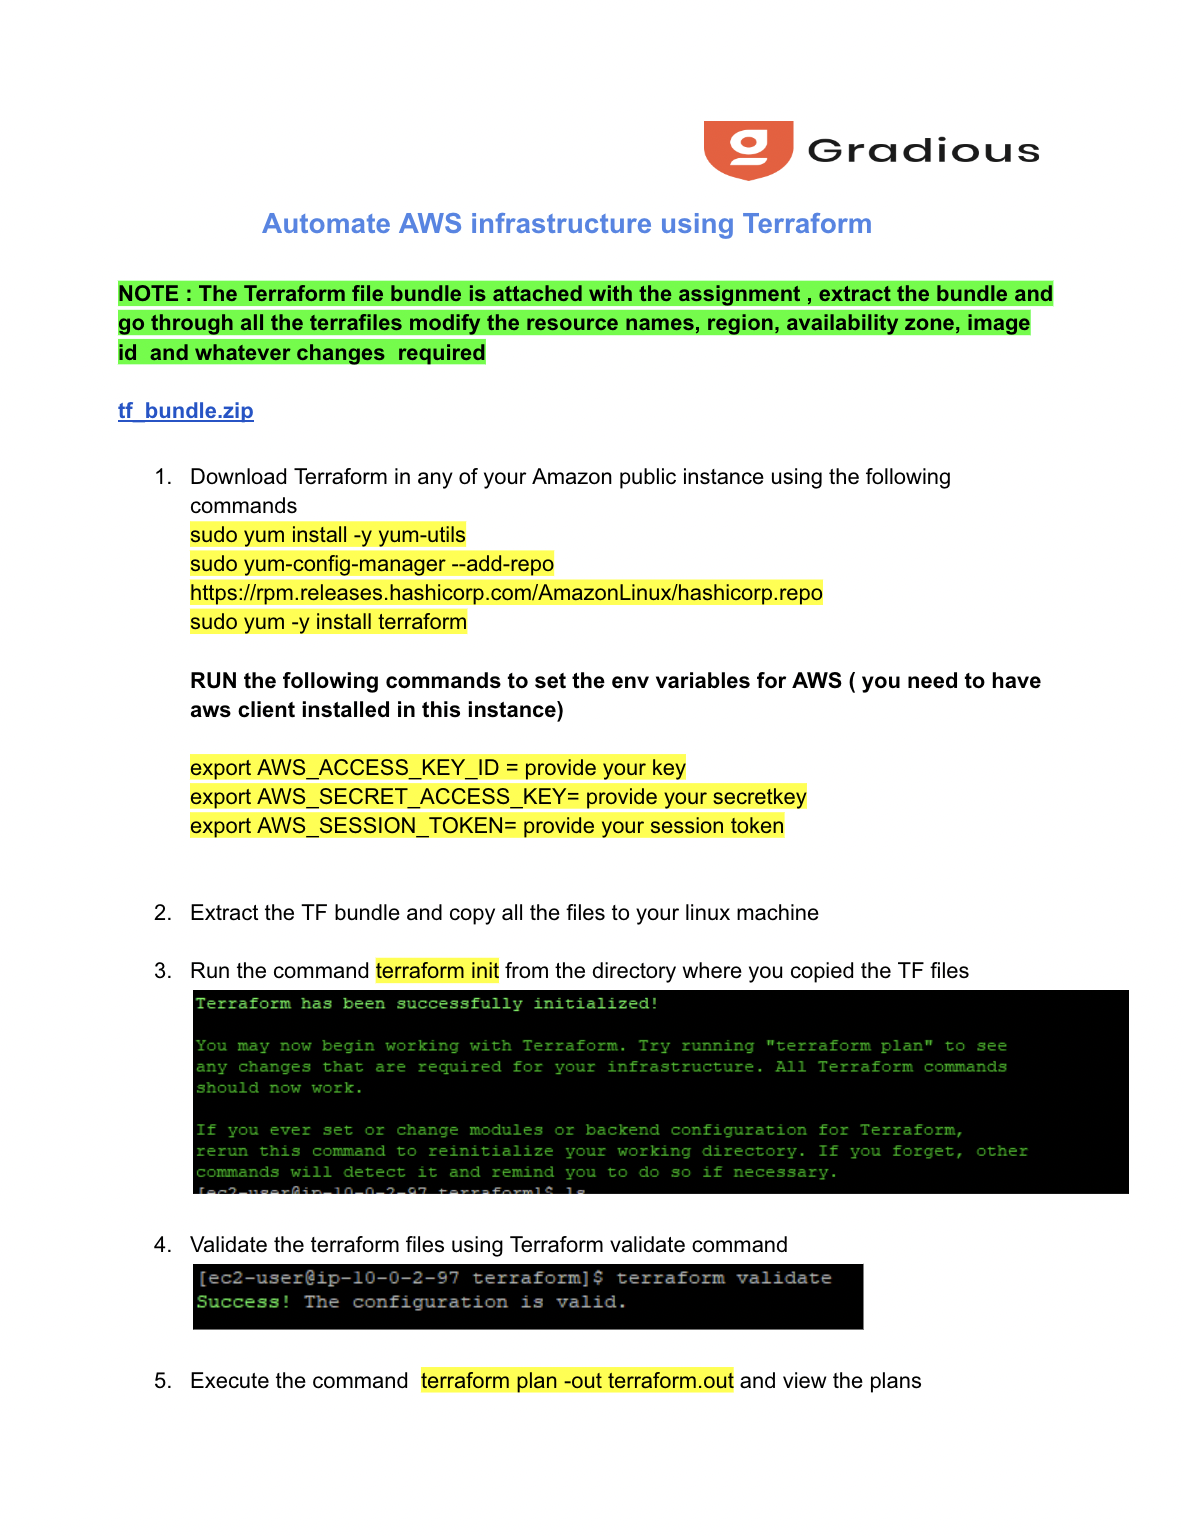 Gradious
Automate AWS infrastructure using Terraform
NOTE : The Terraform file bundle is attached with the assignment , extract the bundle and
go through all the terrafiles modify the resource names, region, availability zone, image
id  and whatever changes  required
tf_bundle.zip
1. Download Terraform in any of your Amazon public instance using the following
commands
sudo yum install -y yum-utils
sudo yum-config-manager --add-repo
https://rpm.releases.hashicorp.com/AmazonLinux/hashicorp.repo
sudo yum -y install terraform
RUN the following commands to set the env variables for AWS ( you need to have
aws client installed in this instance)
export AWS_ACCESS_KEY_ID = provide your key
export AWS_SECRET_ACCESS_KEY= provide your secretkey
export AWS_SESSION_TOKEN= provide your session token
2. Extract the TF bundle and copy all the files to your linux machine
3. Run the command terraform init from the directory where you copied the TF files
Terraform has been successfully initialized!
You may now begin working with Terraform. Try running "terraform plan" to see
any changes that are required for your infrastructure. All Terraform commands
should now work.
If you ever set or change modules or backend configuration for Terraform,
rerun this command to reinitialize your working directory. If you forget, other
commands will detect it and remind you to do so if necessary.
[ec2-user@ip-10-0-2-97 terraform]$ ls
4. Validate the terraform files using Terraform validate command
[ec2-user@ip-10-0-2-97 terraform]$ terraform validate
Success! The configuration is valid.
5. Execute the command  terraform plan -out terraform.out and view the plans